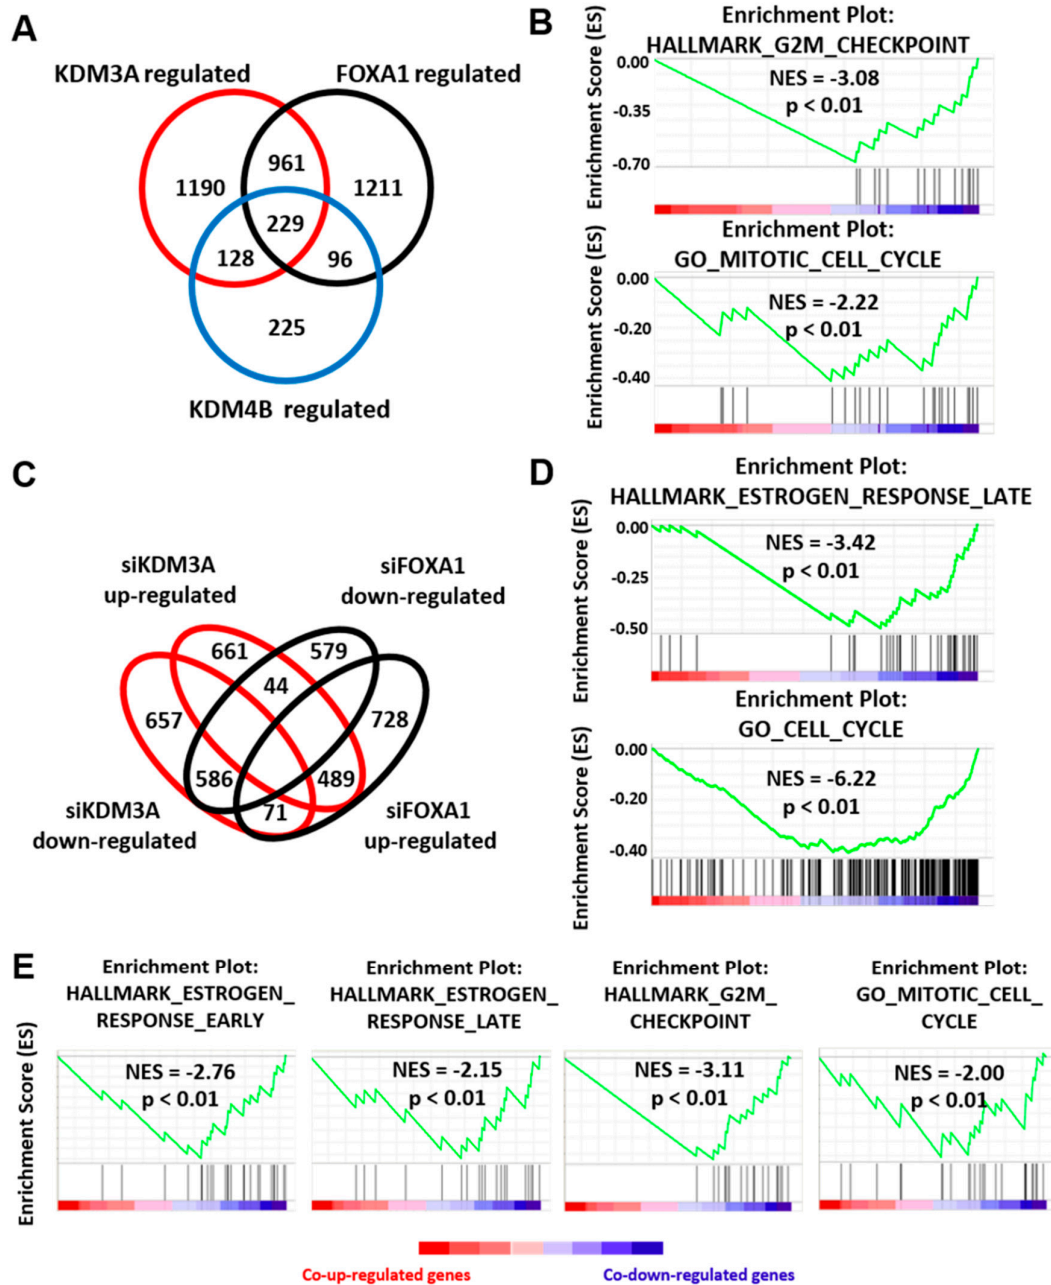 A
KDM3A regulated
FOXA1 regulated
961
1190
1211
229
128
96
225
KDM4B regulated
B
Enrichment Plot:
HALLMARK_G2M_CHECKPOINT
Enrichment Score (ES)
0.00
-0.35
-0.70
NES = -3.08
p < 0.01
Enrichment Plot:
GO_MITOTIC_CELL_CYCLE
Enrichment Score (ES)
0.00
-0.20
-0.40
NES = -2.22
p < 0.01
C
siKDM3A
up-regulated
siFOXA1
down-regulated
661
579
44
657
728
586
489
71
siKDM3A
down-regulated
siFOXA1
up-regulated
D
Enrichment Plot:
HALLMARK_ESTROGEN_RESPONSE_LATE
Enrichment Score (ES)
0.00
-0.25
-0.50
NES = -3.42
p < 0.01
Enrichment Plot:
GO_CELL_CYCLE
Enrichment Score (ES)
0.00
-0.20
-0.40
NES = -6.22
p < 0.01
E
Enrichment Score (ES)
Enrichment Plot:
HALLMARK_ESTROGEN_
RESPONSE_EARLY
NES = -2.76
p < 0.01
Enrichment Plot:
HALLMARK_ESTROGEN_
RESPONSE_LATE
NES = -2.15
p < 0.01
Enrichment Plot:
HALLMARK_G2M_
CHECKPOINT
NES = -3.11
p < 0.01
Enrichment Plot:
GO_MITOTIC_CELL_
CYCLE
NES = -2.00
p < 0.01
Co-up-regulated genes
Co-down-regulated genes